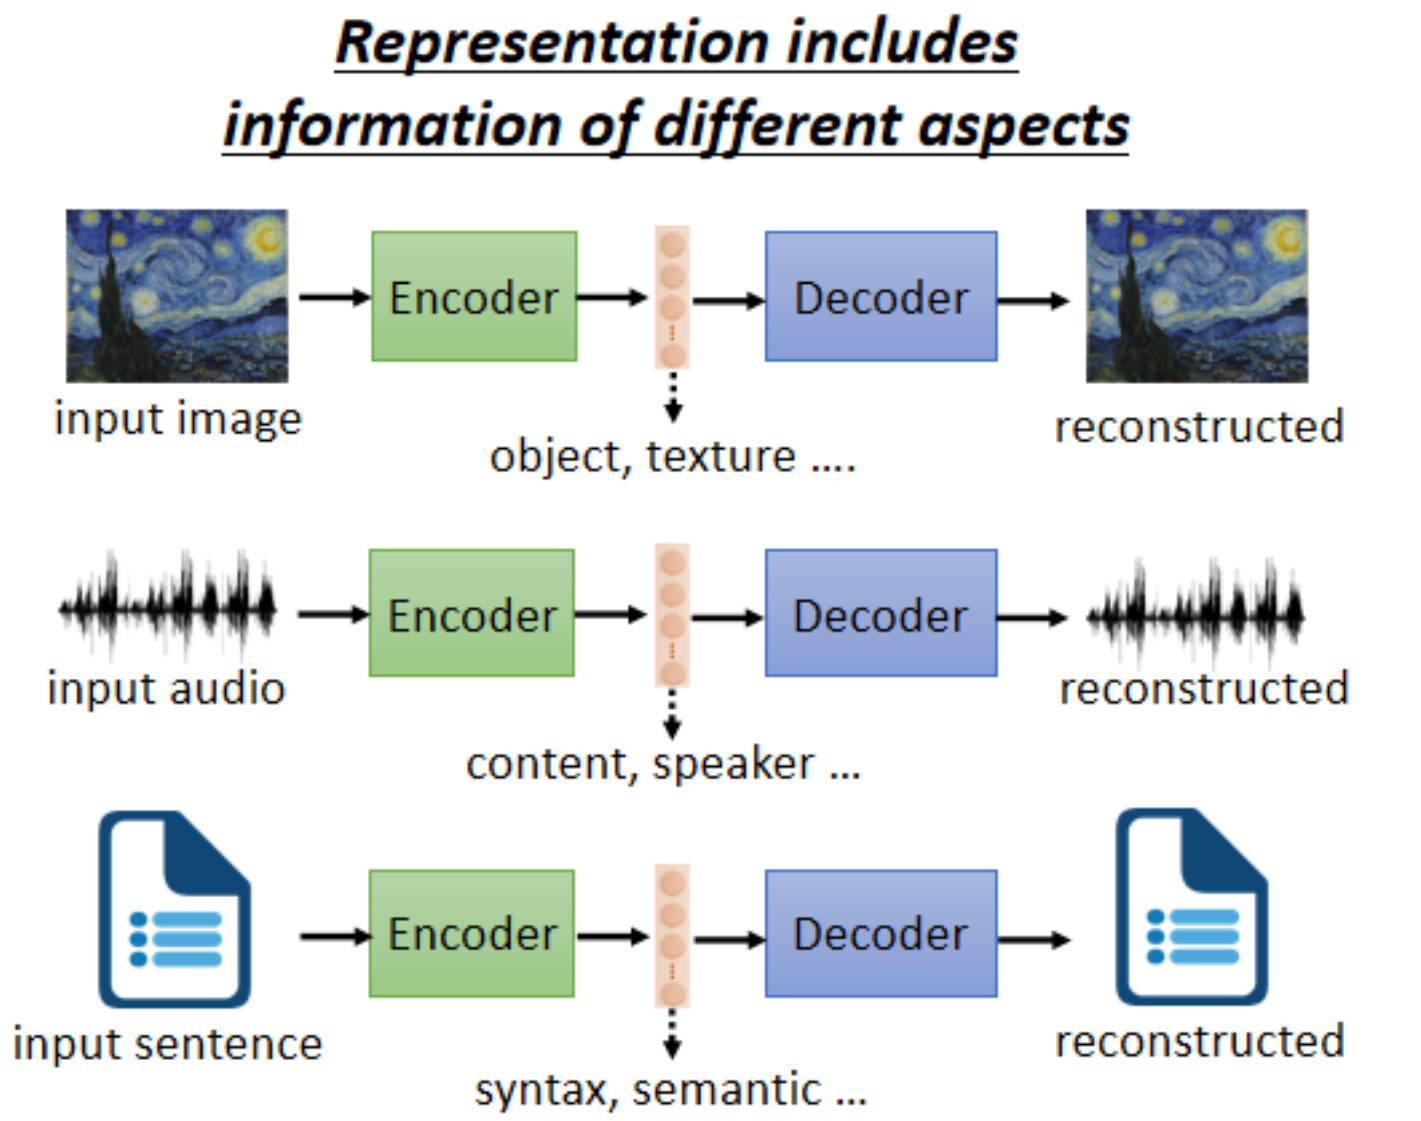 Representation includes
information of different aspects
Encoder
Decoder
input image
reconstructed
object, texture ....
Encoder
Decoder
input audio
reconstructed
content, speaker ...
Encoder
Decoder
input sentence
reconstructed
syntax, semantic ...